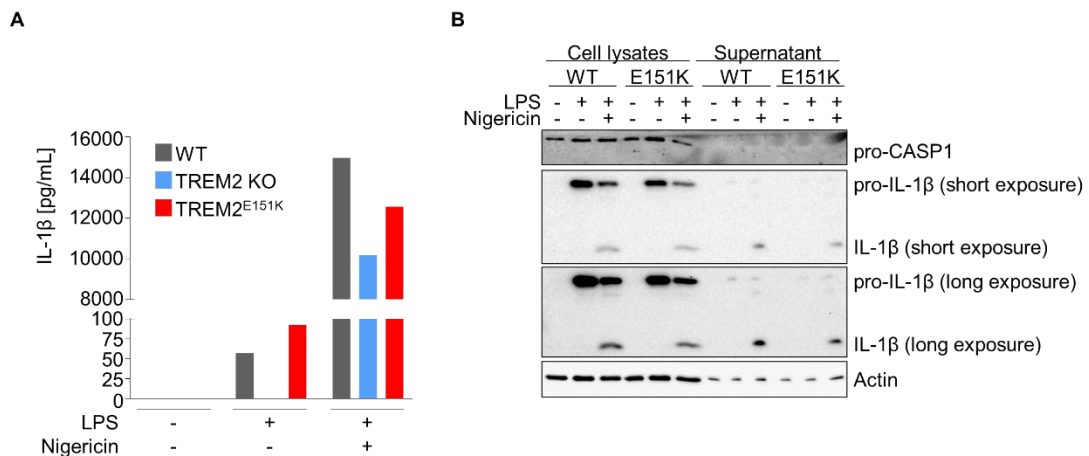 A
IL-1β [pg/mL]
16000
14000
12000
10000
8000
100
75
50
25
0
WT
TREM2 KO
TREM2E151K
LPS - + +
Nigericin - - +
B
Cell lysates Supernatant
WT E151K WT E151K
LPS - + + - + + - + + - + +
Nigericin + + + +
pro-CASP1
pro-IL-1β (short exposure)
IL-1β (short exposure)
pro-IL-1β (long exposure)
IL-1β (long exposure)
Actin